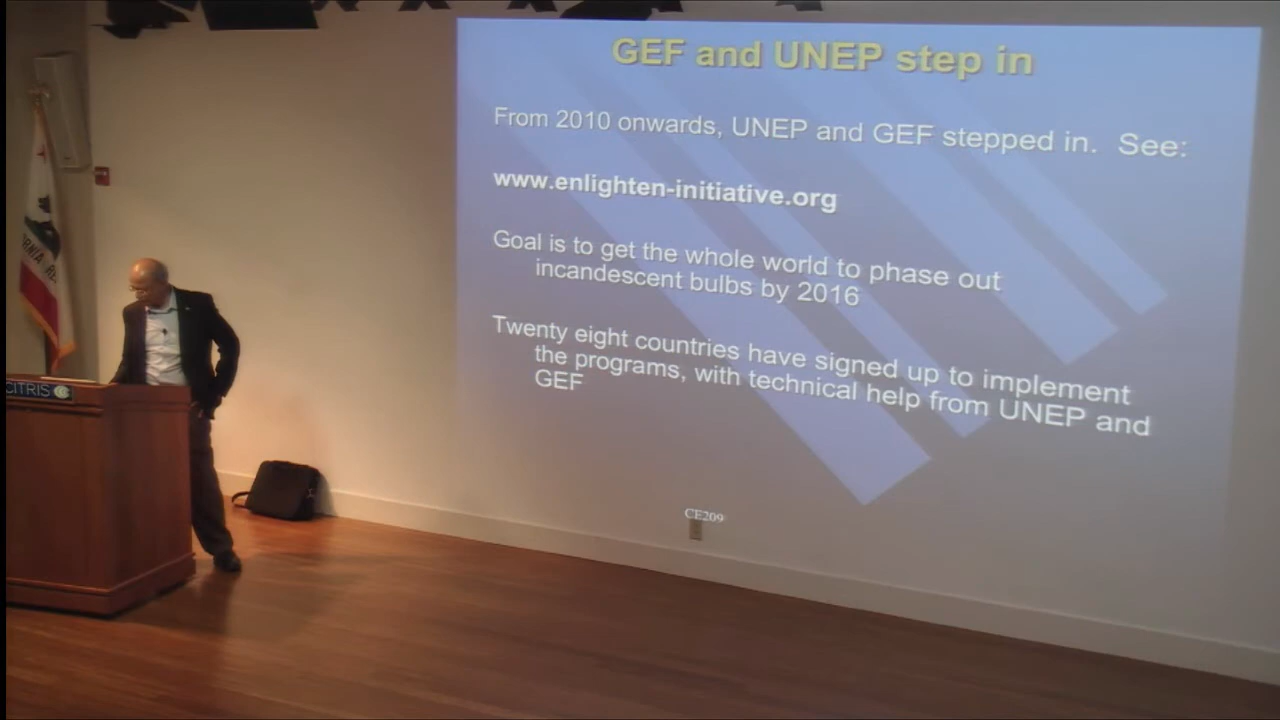 GEF and UNEP step in
From 2010 onwards, UNEP and GEF stepped in. See:
www.enlighten-initiative.org
Goal is to get the whole world to phase out
incandescent bulbs by 2016
Twenty eight countries have signed up to implement
the programs, with technical help from UNEP and
GEF
CE209
CITRIS